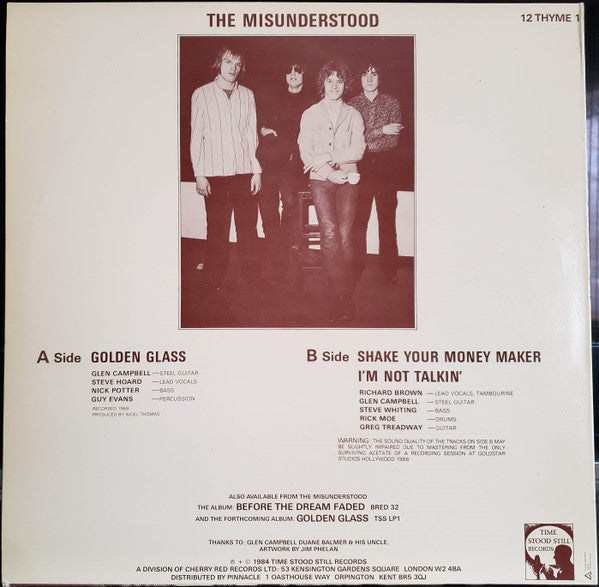 THE MISUNDERSTOOD
12 THYME 1
A Side GOLDEN GLASS
GLEN CAMPBELL — STEEL GUITAR
STEVE HOARD — LEAD VOCALS
NICK POTTER — BASS
GUY EVANS — PERCUSSION
RECORDED 1969
PRODUCED BY NIGEL THOMAS
B Side SHAKE YOUR MONEY MAKER
I'M NOT TALKIN'
RICHARD BROWN — LEAD VOCALS, TAMBOURINE
GLEN CAMPBELL — STEEL GUITAR
STEVE WHITING — BASS
RICK MOE — DRUMS
GREG TREADWAY — GUITAR
WARNING: THE SOUND QUALITY OF THE TRACKS ON SIDE B MAY
BE SLIGHTLY IMPAIRED DUE TO MASTERING FROM THE ONLY
SURVIVING ACETATE OF A RECORDING SESSION AT GOLDSTAR
STUDIOS HOLLYWOOD 1966
ALSO AVAILABLE FROM THE MISUNDERSTOOD
THE ALBUM: BEFORE THE DREAM FADED BRED 32
AND THE FORTHCOMING ALBUM: GOLDEN GLASS TSS LP1
THANKS TO: GLEN CAMPBELL DUANE BALMER & HIS UNCLE,
ARTWORK BY JIM PHELAN
℗ + © 1984 TIME STOOD STILL RECORDS
A DIVISION OF CHERRY RED RECORDS LTD: 53 KENSINGTON GARDENS SQUARE LONDON W2 4BA
DISTRIBUTED BY PINNACLE 1 OASTHOUSE WAY ORPINGTON KENT BR5 3QJ
TIME
STOOD STILL
RECORDS